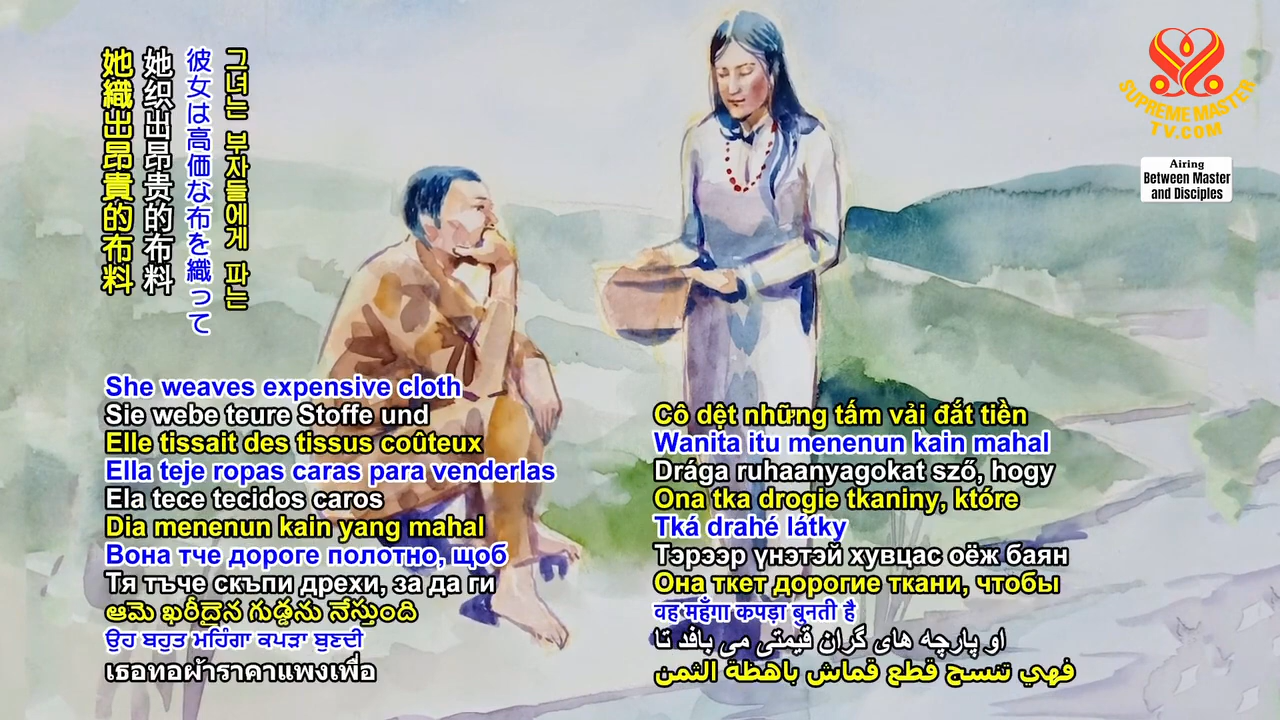 她織出昂貴的布料
她织出昂贵的布料
彼女は高価な布を織って
그녀는 부자들에게 파는
SUPREME MASTER
TV.COM
Airing
Between Master
and Disciples
She weaves expensive cloth
Sie webe teure Stoffe und
Elle tissait des tissus coûteux
Ella teje ropas caras para venderlas
Ela tece tecidos caros
Dia menenun kain yang mahal
Вона тче дороге полотно, щоб
Тя тъче скъпи дрехи, за да ги
ఆమె ఖరీదైన గుడ్డను నేస్తుంది
ਉਹ ਬਹੁਤ ਮਹਿੰਗਾ ਕਪੜਾ ਬੁਣਦੀ
เธอทอผ้าราคาแพงเพื่อ
Cô dệt những tấm vải đắt tiền
Wanita itu menenun kain mahal
Drága ruhaanyagokat sző, hogy
Ona tka drogie tkaniny, które
Tká drahé látky
Тэрээр үнэтэй хувцас оёж баян
Она ткет дорогие ткани, чтобы
वह महँगा कपड़ा बुनती है
او پارچه های گران قیمتی می بافد تا
فهي تنسج قطع قماش باهظة الثمن